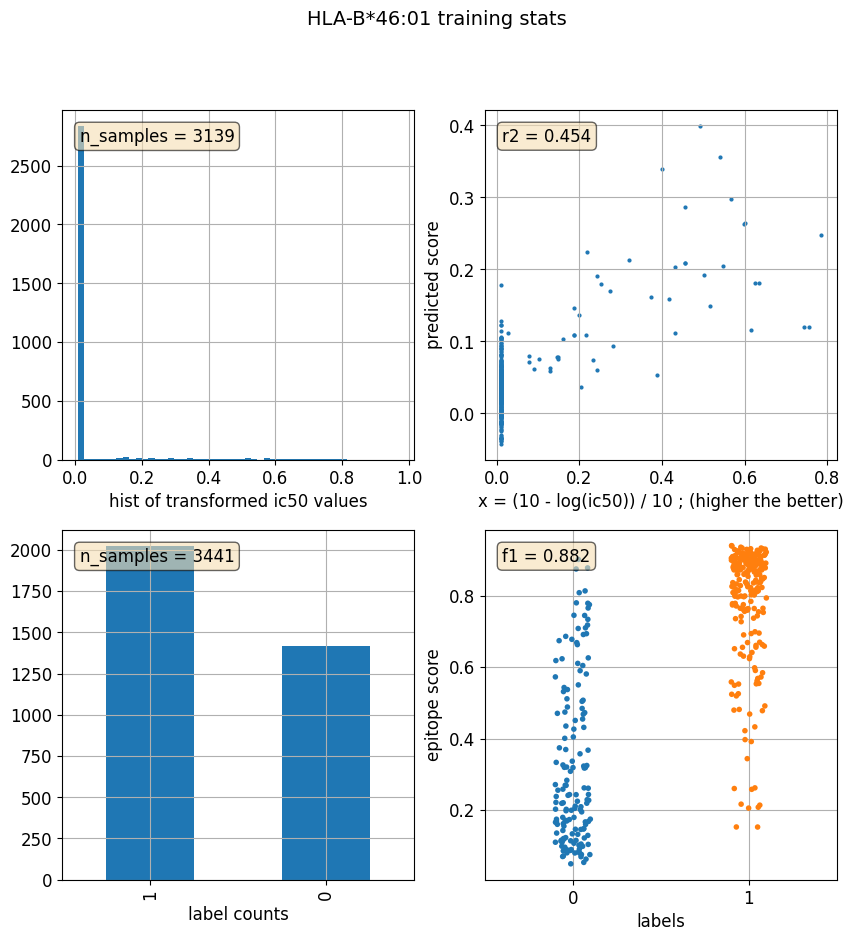 HLA-B*46:01 training stats
n_samples = 3139
2500
2000
1500
1000
500
0
0.0 0.2 0.4 0.6 0.8 1.0
hist of transformed ic50 values
r2 = 0.454
predicted score
0.4
0.3
0.2
0.1
0.0
0.0 0.2 0.4 0.6 0.8
x = (10 - log(ic50)) / 10 ; (higher the better)
n_samples = 3441
2000
1750
1500
1250
1000
750
500
250
0
1 0
label counts
f1 = 0.882
epitope score
0.8
0.6
0.4
0.2
0 1
labels